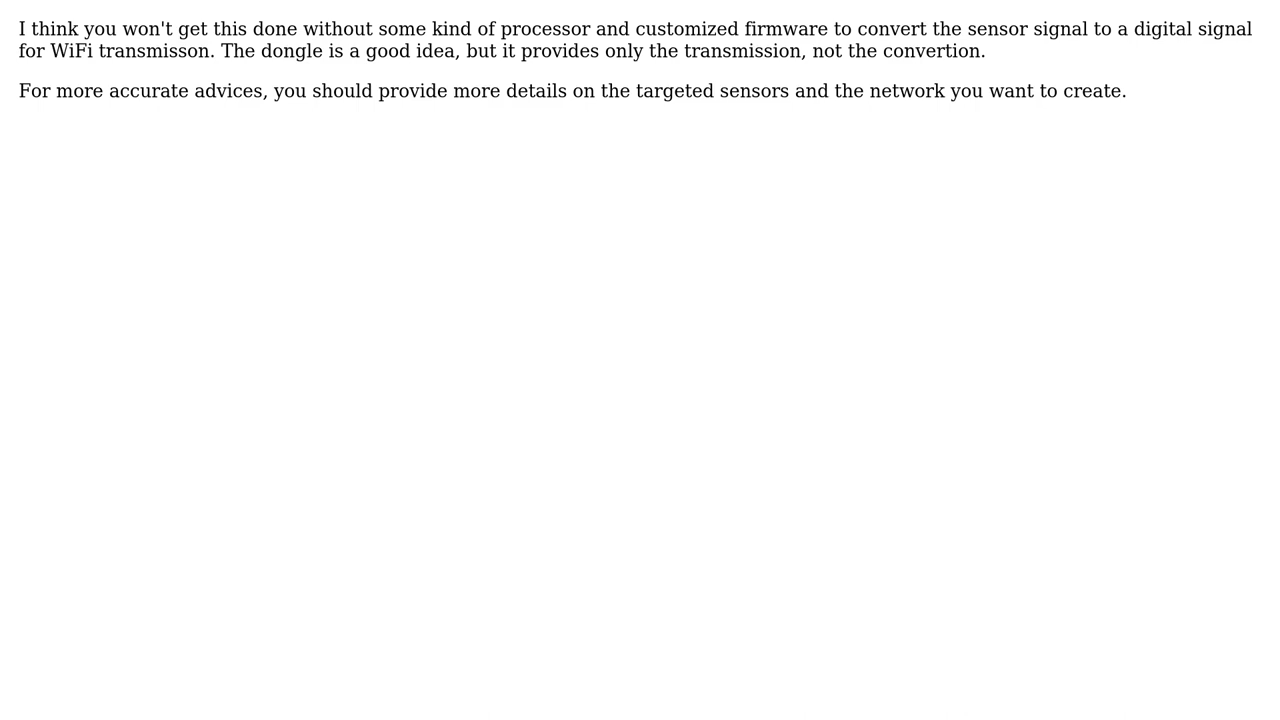 I think you won't get this done without some kind of processor and customized firmware to convert the sensor signal to a digital signal
for WiFi transmisson. The dongle is a good idea, but it provides only the transmission, not the convertion.
For more accurate advices, you should provide more details on the targeted sensors and the network you want to create.